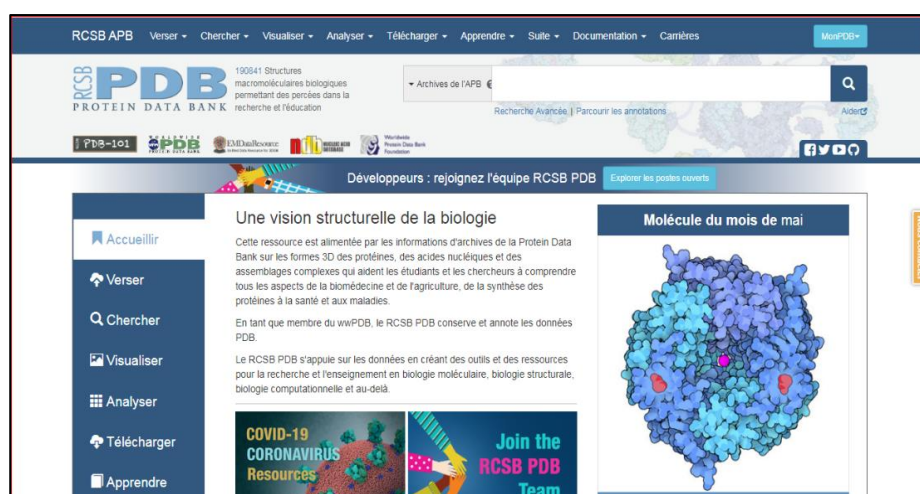 RCSB APB Verser Chercher Visualiser Analyser Télécharger Apprendre Suite Documentation Carrières MonPDB
RCSB PDB
PROTEIN DATA BANK
190841 Structures
macromoléculaires biologiques
permettant des percées dans la
recherche et l'éducation
Archives de l'APB
Recherche Avancée | Parcourir les annotations
Aider
PDB-101
WORLDWIDE
PDB
PROTEIN DATA BANK
EMDataResource
NUCLEIC ACID
DATABASE
Worldwide
Protein Data Bank
Foundation
Développeurs : rejoignez l'équipe RCSB PDB Explorer les postes ouverts
Accueillir
Verser
Chercher
Visualiser
Analyser
Télécharger
Apprendre
Une vision structurelle de la biologie
Cette ressource est alimentée par les informations d'archives de la Protein Data
Bank sur les formes 3D des protéines, des acides nucléiques et des
assemblages complexes qui aident les étudiants et les chercheurs à comprendre
tous les aspects de la biomédecine et de l'agriculture, de la synthèse des
protéines à la santé et aux maladies.
En tant que membre du wwPDB, le RCSB PDB conserve et annote les données
PDB.
Le RCSB PDB s'appuie sur les données en créant des outils et des ressources
pour la recherche et l'enseignement en biologie moléculaire, biologie structurale,
biologie computationnelle et au-delà.
COVID-19
CORONAVIRUS
Resources
Join the
RCSB PDB
Team
Molécule du mois de mai